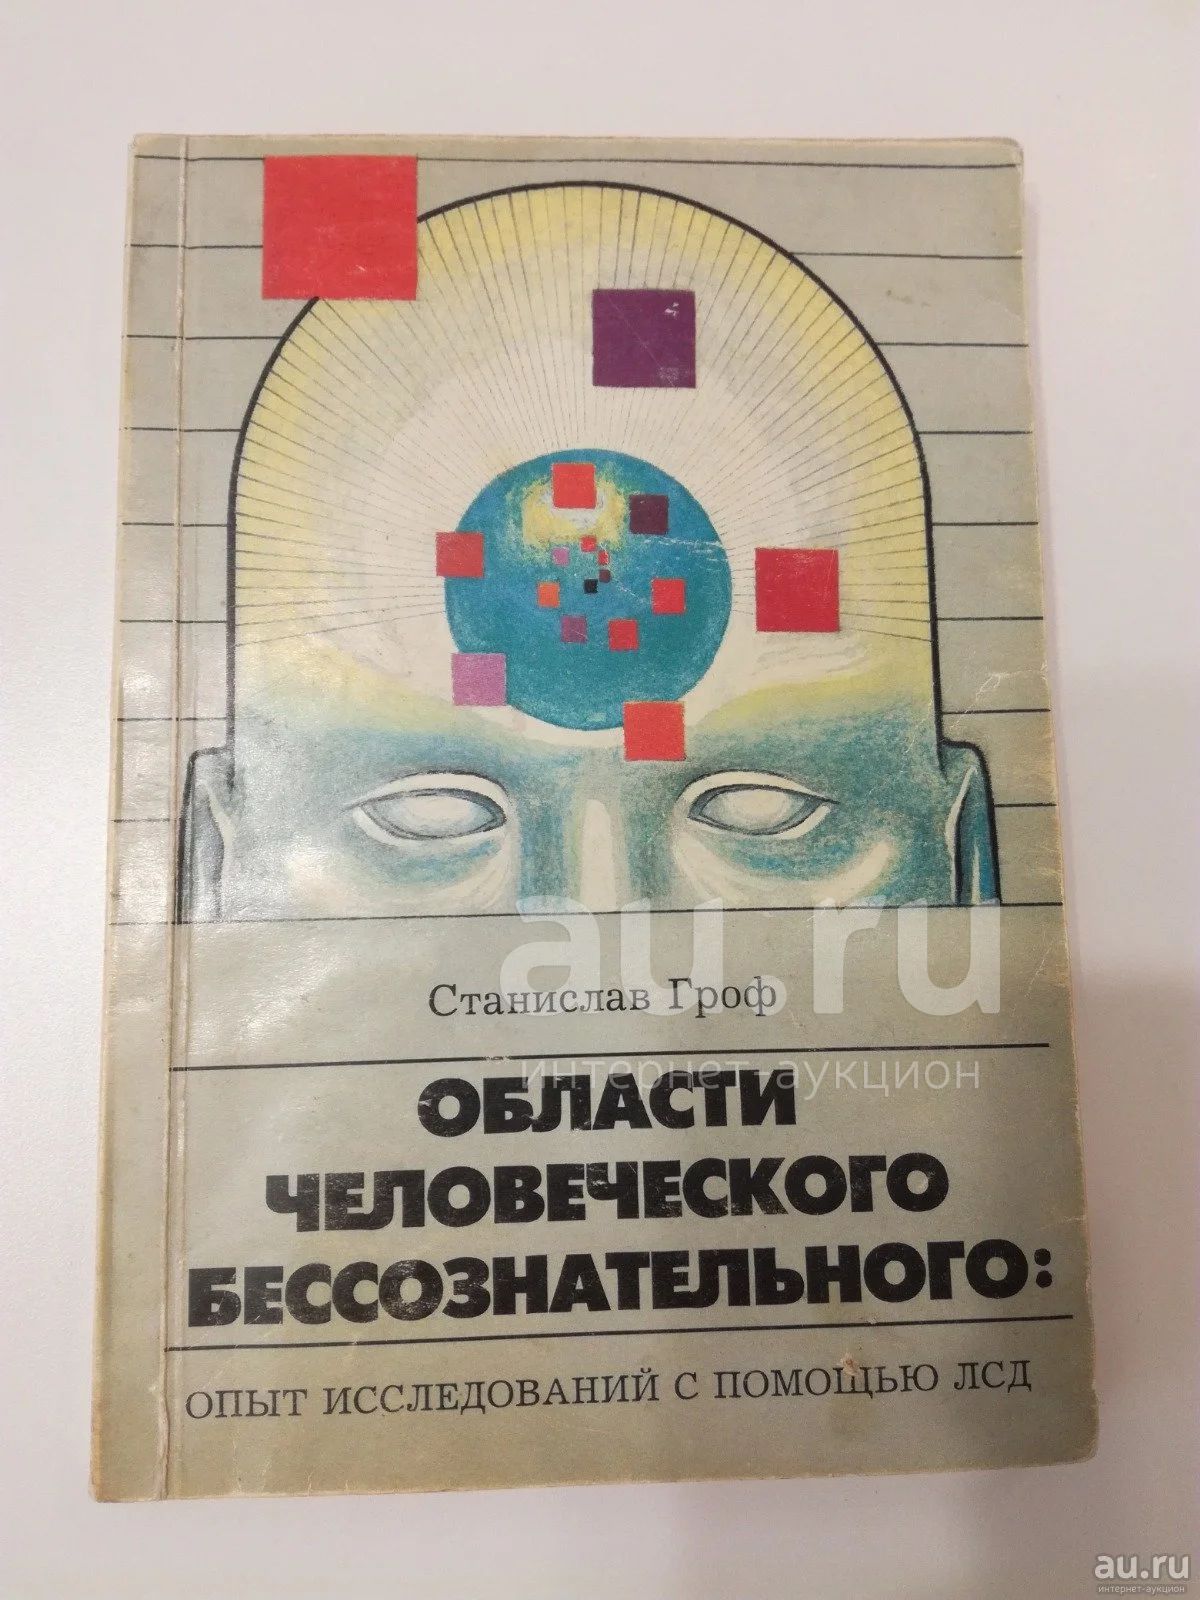 au.ru
Станислав Гроф
интернет-аукцион
ОБЛАСТИ
ЧЕЛОВЕЧЕСКОГО
БЕССОЗНАТЕЛЬНОГО:
ОПЫТ ИССЛЕДОВАНИЙ С ПОМОЩЬЮ ЛСД
au.ru
интернет-аукцион